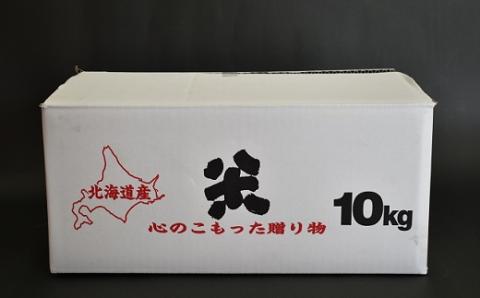 北海道産
米
心のこもった贈り物
10kg